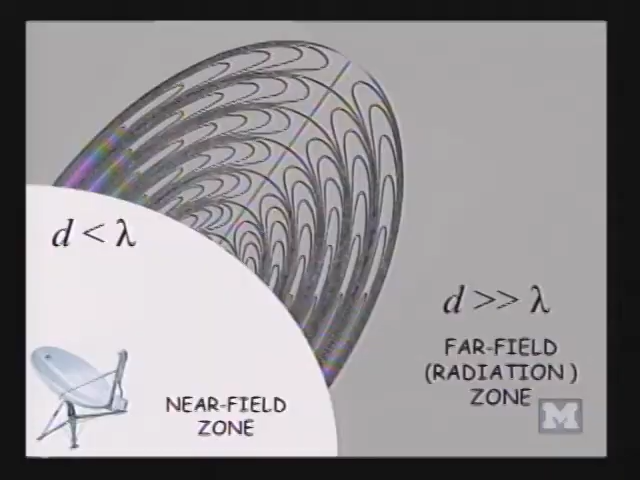 d < λ
NEAR-FIELD
ZONE
d >> λ
FAR-FIELD
(RADIATION)
ZONE
M